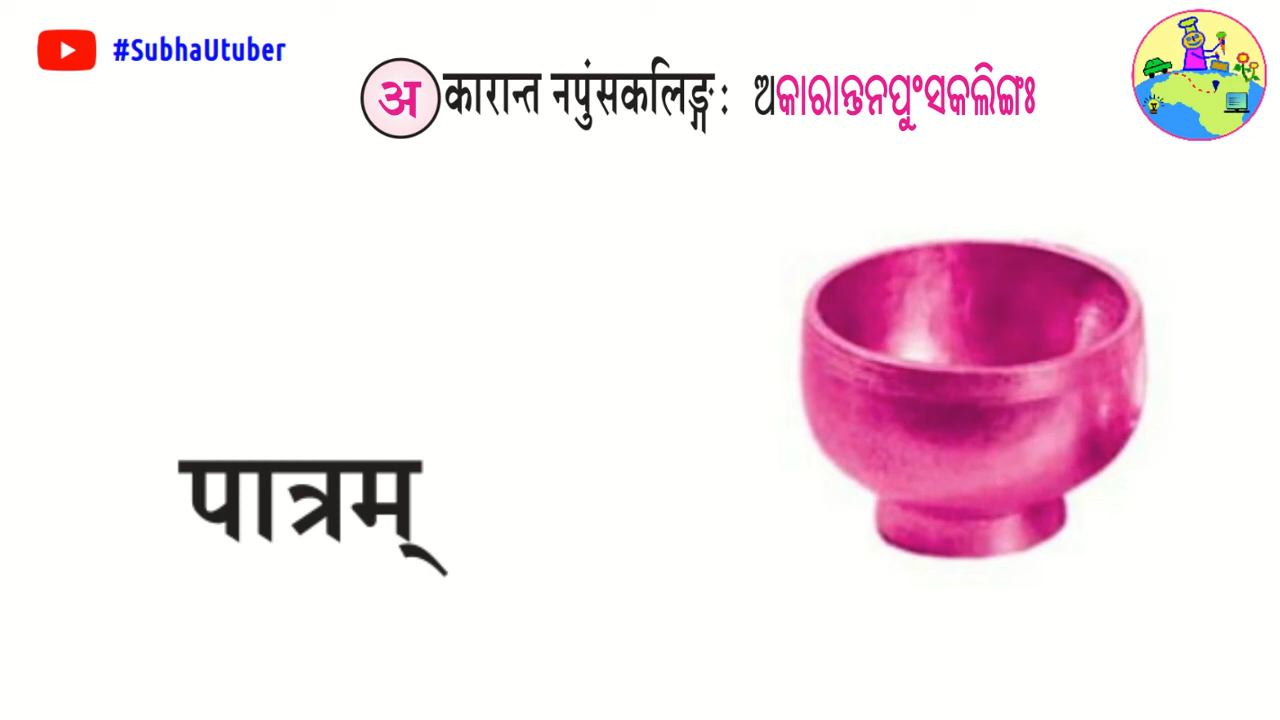 #SubhaUtuber
अकारान्त नपुंसकलिङ्गः ଅକାରାନ୍ତନପୁଂସକଲିଙ୍ଗଃ
पात्रम्